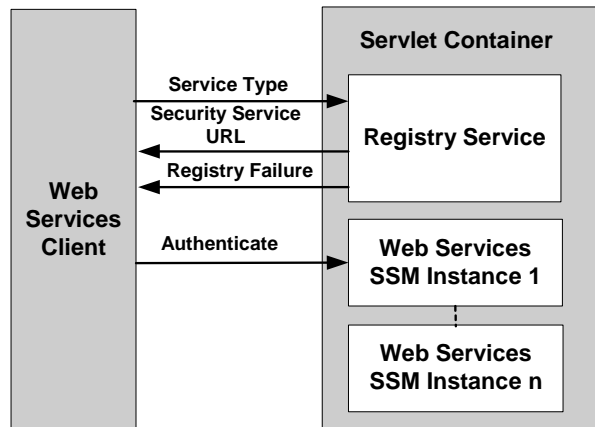 Servlet Container
Service Type
Security Service
URL
Registry Service
Registry Failure
Web
Services
Client
Authenticate
Web Services
SSM Instance 1
Web Services
SSM Instance n